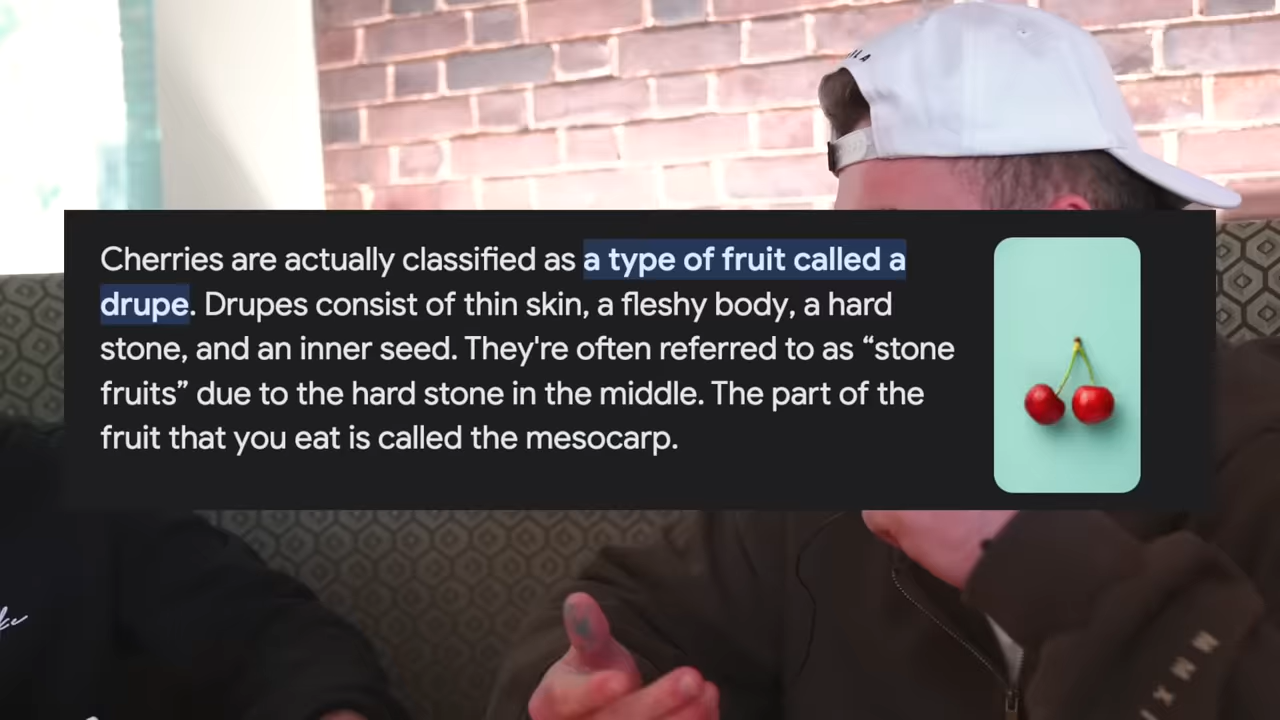 Cherries are actually classified as a type of fruit called a
drupe. Drupes consist of thin skin, a fleshy body, a hard
stone, and an inner seed. They're often referred to as “stone
fruits” due to the hard stone in the middle. The part of the
fruit that you eat is called the mesocarp.